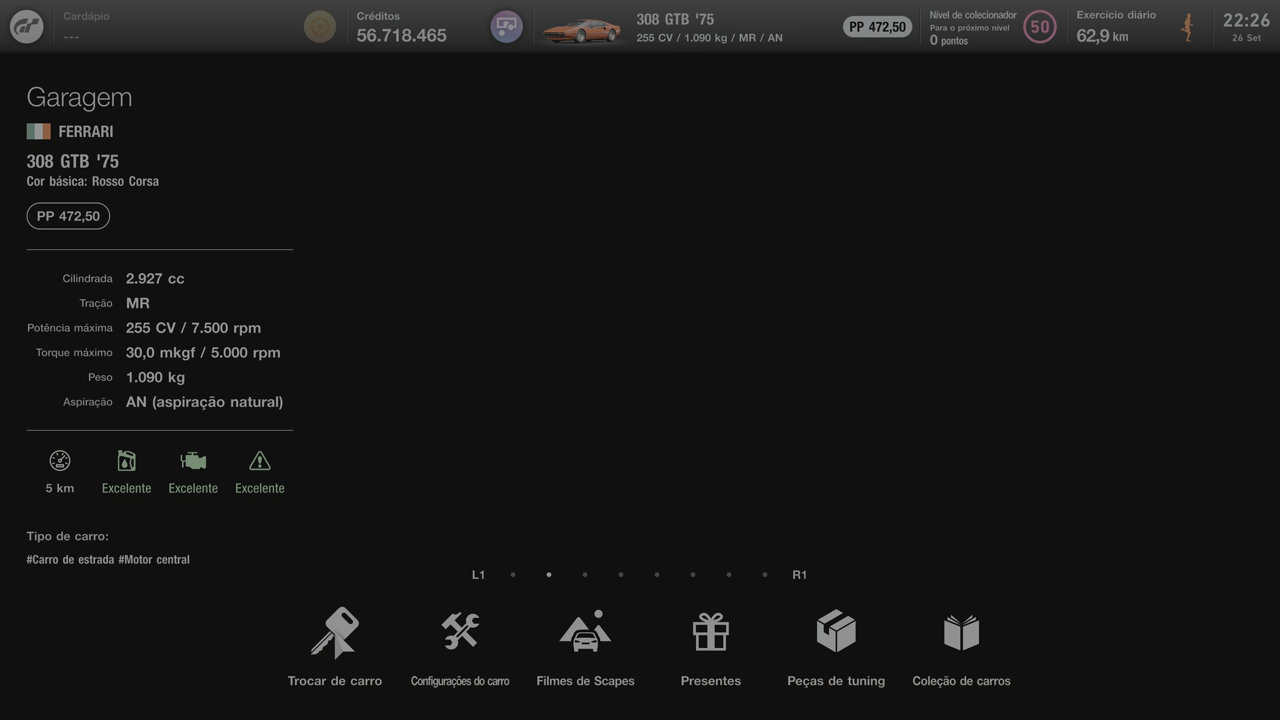 Cardápio
---
Créditos
56.718.465
308 GTB '75
255 CV / 1.090 kg / MR / AN
PP 472,50
Nível de colecionador
Para o próximo nível
0 pontos
50
Exercício diário
62,9 km
22:26
26 Set
Garagem
FERRARI
308 GTB '75
Cor básica: Rosso Corsa
PP 472,50
Cilindrada 2.927 cc
Tração MR
Potência máxima 255 CV / 7.500 rpm
Torque máximo 30,0 mkgf / 5.000 rpm
Peso 1.090 kg
Aspiração AN (aspiração natural)
5 km Excelente Excelente Excelente
Tipo de carro:
#Carro de estrada #Motor central
L1 R1
Trocar de carro Configurações do carro Filmes de Scapes Presentes Peças de tuning Coleção de carros